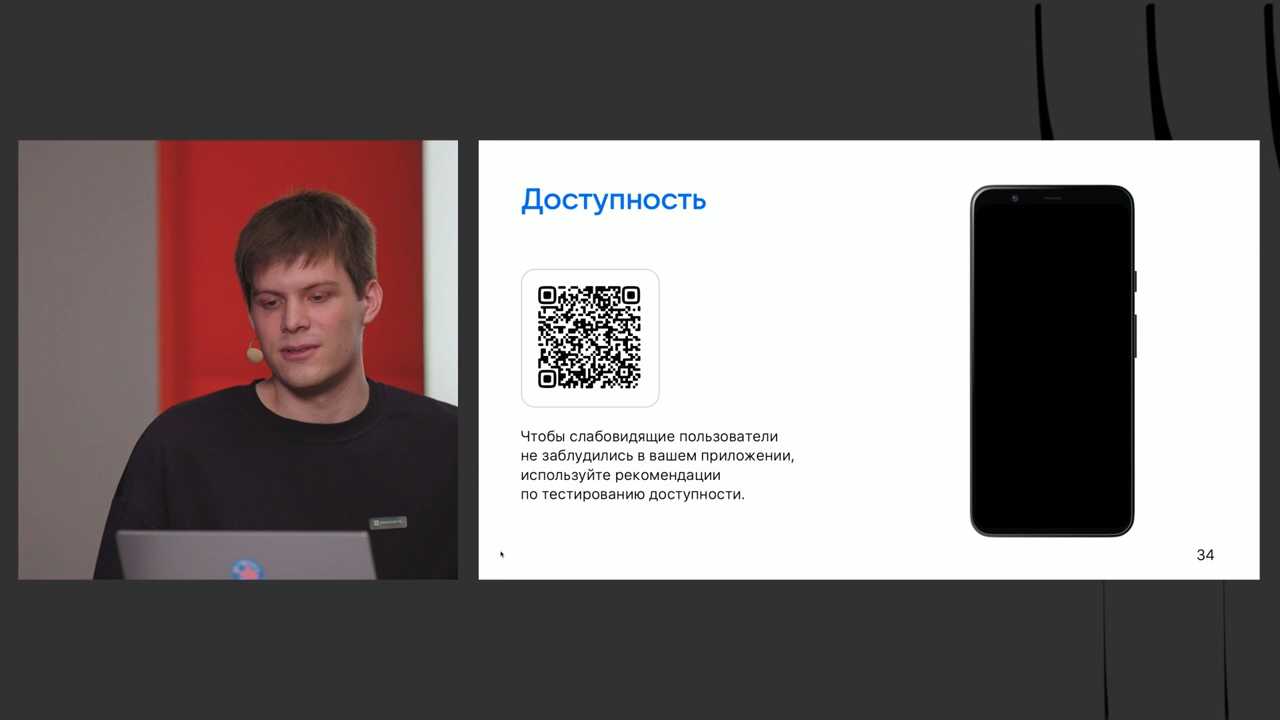 Доступность
Чтобы слабовидящие пользователи
не заблудились в вашем приложении,
используйте рекомендации
по тестированию доступности.
34